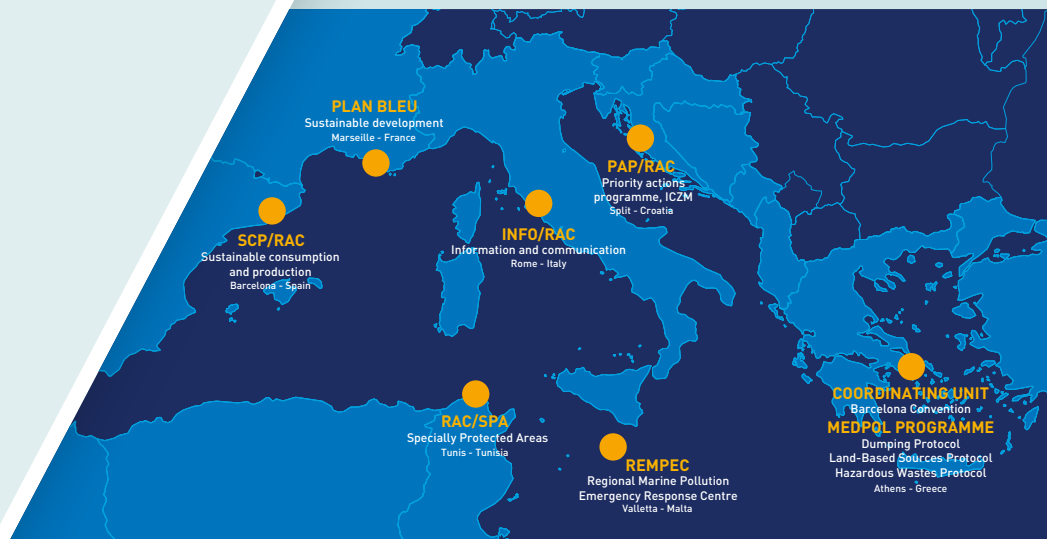 PLAN BLEU
Sustainable development
Marseille - France
PAP/RAC
Priority actions
programme, ICZM
Split - Croatia
SCP/RAC
Sustainable consumption
and production
Barcelona - Spain
INFO/RAC
Information and communication
Rome - Italy
RAC/SPA
Specially Protected Areas
Tunis - Tunisia
REMPEC
Regional Marine Pollution
Emergency Response Centre
Valletta - Malta
COORDINATING UNIT
Barcelona Convention
MEDPOL PROGRAMME
Dumping Protocol
Land-Based Sources Protocol
Hazardous Wastes Protocol
Athens - Greece